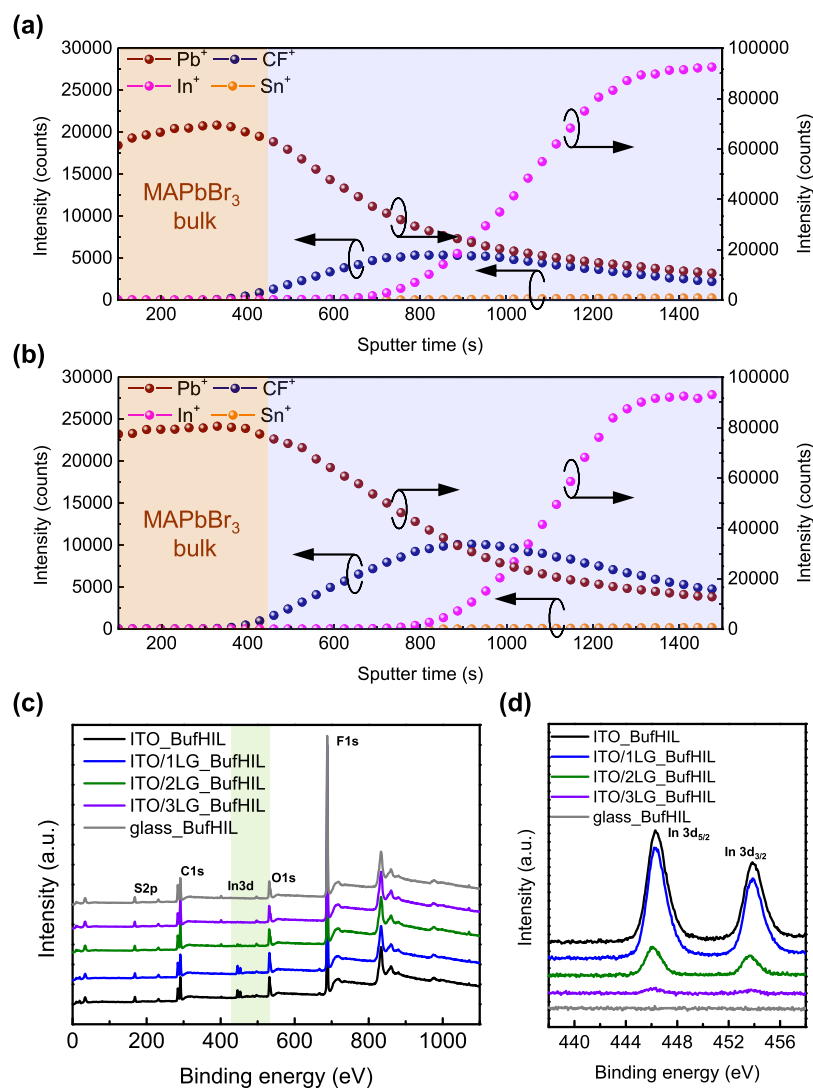 (a)
30000 100000
Pb⁺ CF⁺
In⁺ Sn⁺
25000 80000
20000
60000
15000
MAPbBr₃
bulk
40000
10000
20000
5000
0 0
Intensity (counts)
Intensity (counts)
200 400 600 800 1000 1200 1400
Sputter time (s)
(b)
30000 100000
Pb⁺ CF⁺
In⁺ Sn⁺
25000 80000
20000
60000
15000
MAPbBr₃
bulk
40000
10000
20000
5000
0 0
Intensity (counts)
Intensity (counts)
200 400 600 800 1000 1200 1400
Sputter time (s)
(c)
ITO_BufHIL
ITO/1LG_BufHIL
ITO/2LG_BufHIL
ITO/3LG_BufHIL
glass_BufHIL
F1s
S2p C1s In3d O1s
Intensity (a.u.)
0 200 400 600 800 1000
Binding energy (eV)
(d)
ITO_BufHIL
ITO/1LG_BufHIL
ITO/2LG_BufHIL
ITO/3LG_BufHIL
glass_BufHIL
In 3d₅/₂
In 3d₃/₂
Intensity (a.u.)
440 444 448 452 456
Binding energy (eV)